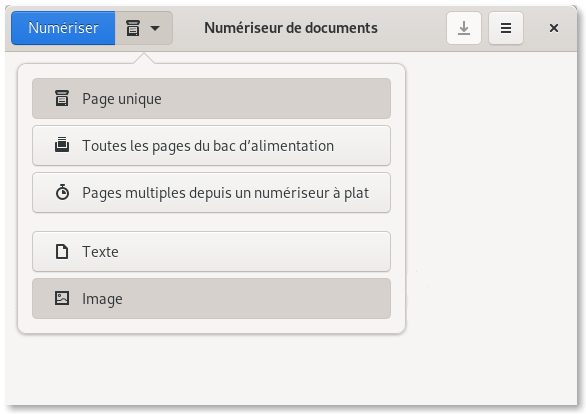 Numériser
Numériseur de documents
Page unique
Toutes les pages du bac d’alimentation
Pages multiples depuis un numériseur à plat
Texte
Image